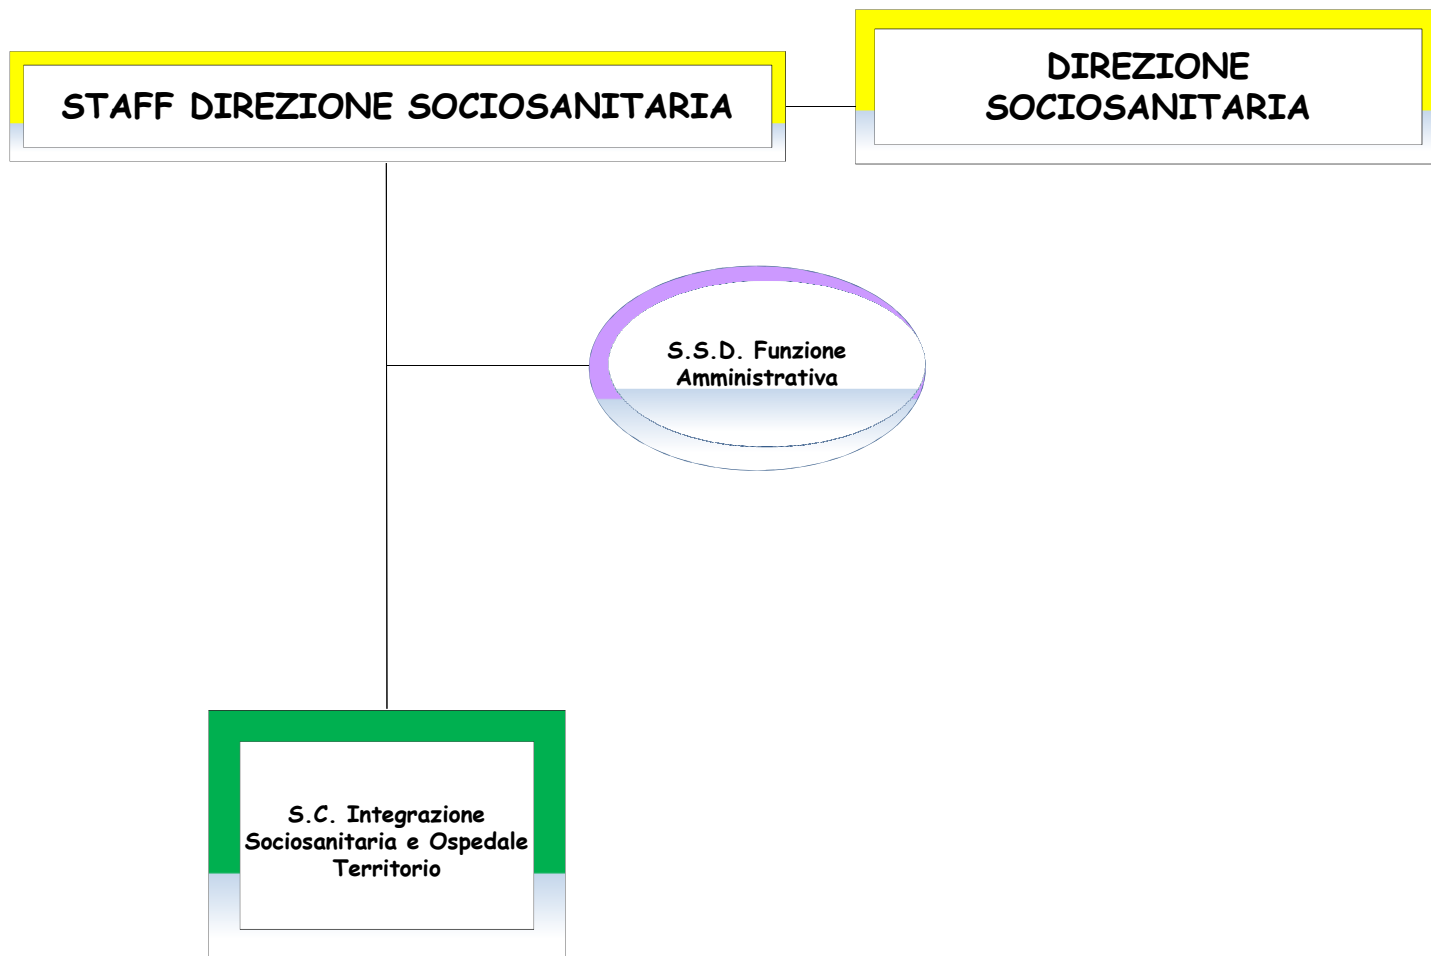 STAFF DIREZIONE SOCIOSANITARIA
DIREZIONE
SOCIOSANITARIA
S.S.D. Funzione
Amministrativa
S.C. Integrazione
Sociosanitaria e Ospedale
Territorio